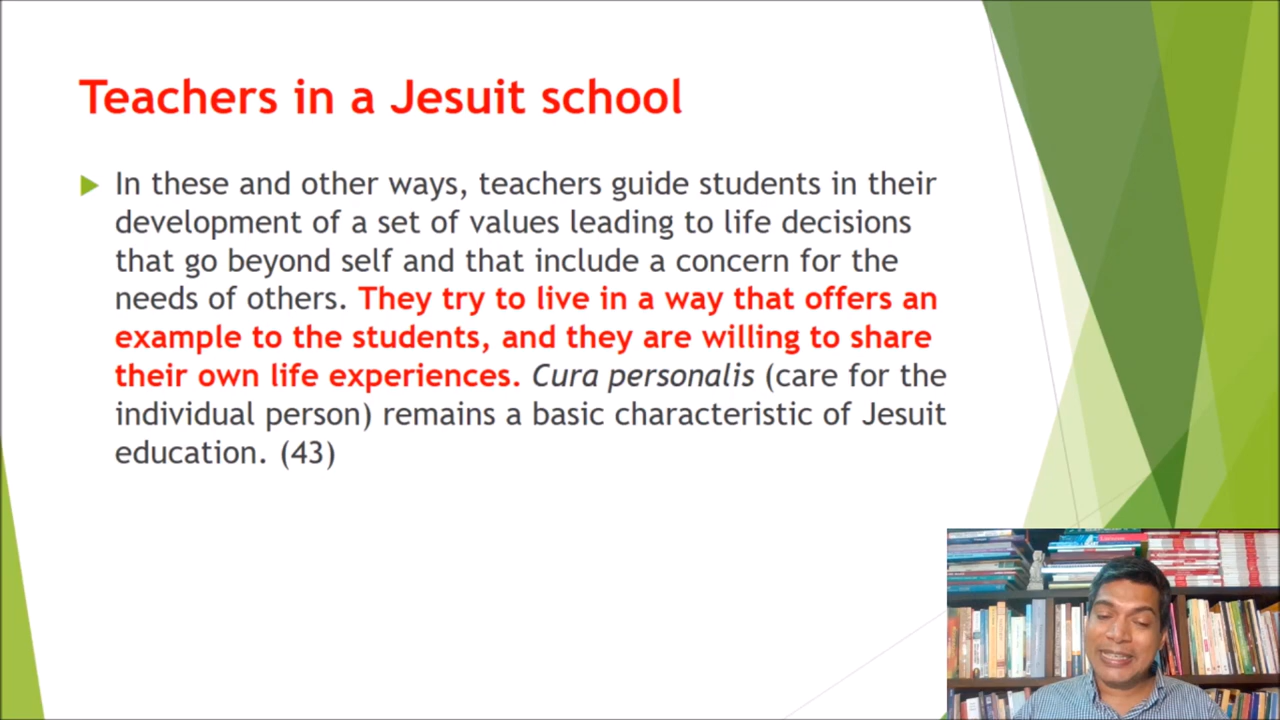 Teachers in a Jesuit school
In these and other ways, teachers guide students in their
development of a set of values leading to life decisions
that go beyond self and that include a concern for the
needs of others. They try to live in a way that offers an
example to the students, and they are willing to share
their own life experiences. Cura personalis (care for the
individual person) remains a basic characteristic of Jesuit
education. (43)